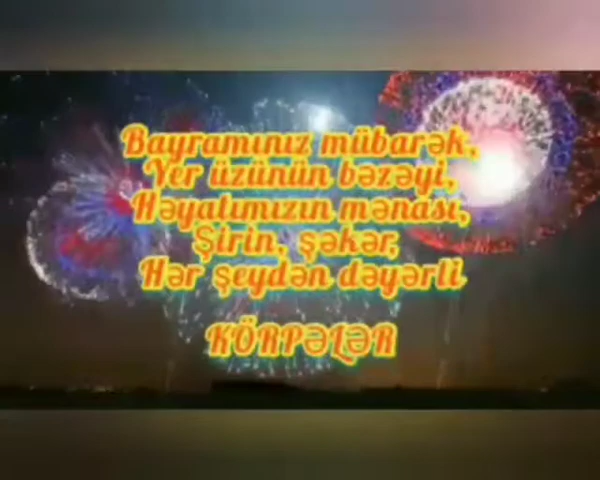 Bayramınız mübarək,
Yer üzünün bəzəyi,
Həyatımızın mənası,
Şirin, şəkər,
Hər şeydən dəyərli
KÖRPƏLƏR